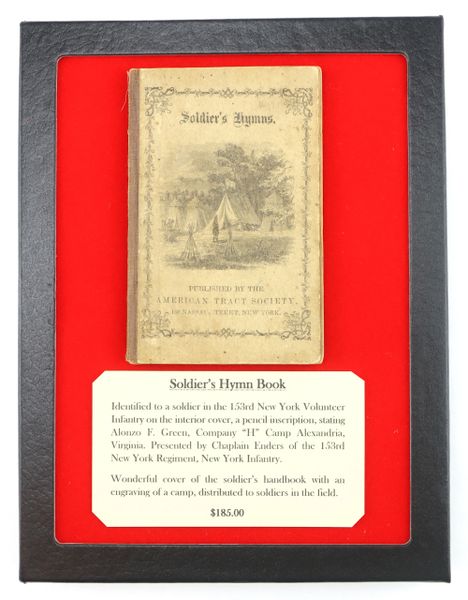 Soldier's Hymns.
PUBLISHED BY THE
AMERICAN TRACT SOCIETY,
150 NASSAU STREET, NEW YORK.
Soldier's Hymn Book
Identified to a soldier in the 153rd New York Volunteer
Infantry on the interior cover, a pencil inscription, stating
Alonzo F. Green, Company "H" Camp Alexandria,
Virginia. Presented by Chaplain Enders of the 153rd
New York Regiment, New York Infantry.
Wonderful cover of the soldier's handbook with an
engraving of a camp, distributed to soldiers in the field.
$185.00